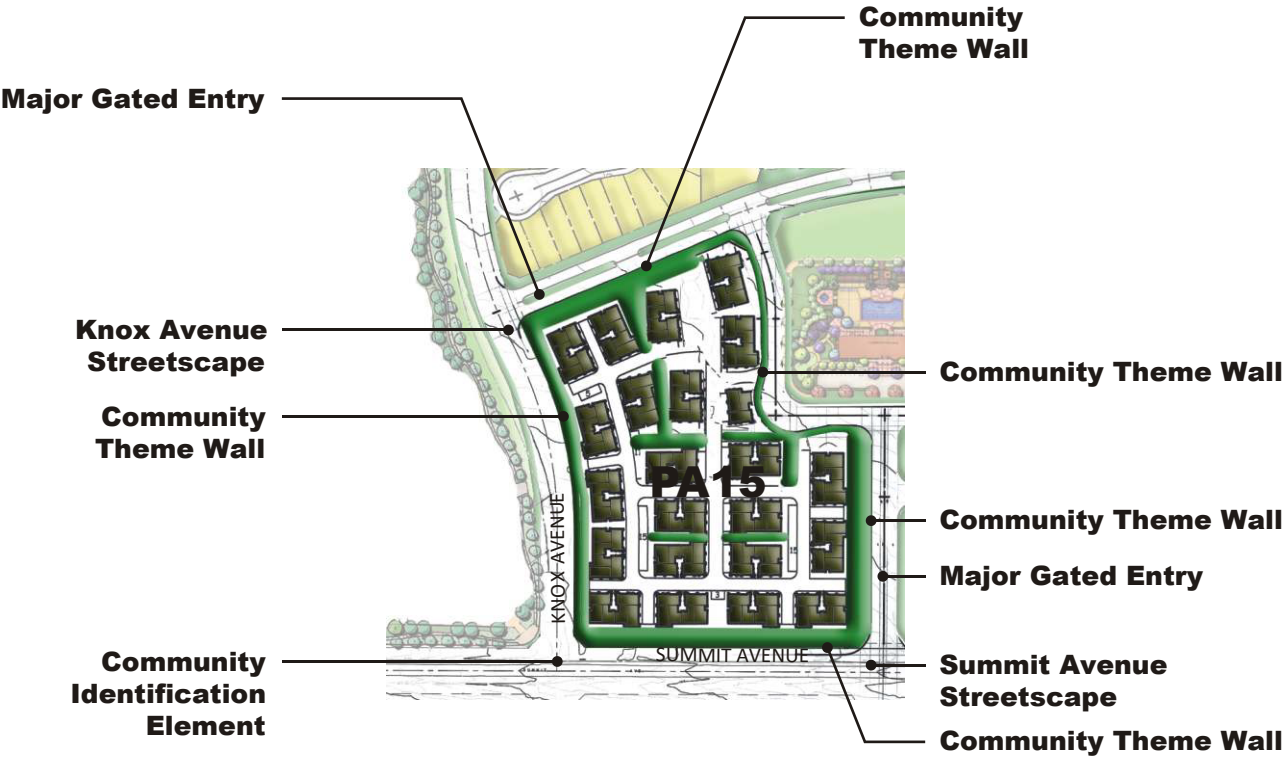 Community
Theme Wall
Major Gated Entry
Knox Avenue
Streetscape
Community
Theme Wall
Community Theme Wall
PA15
KNOX AVENUE
Community Theme Wall
Major Gated Entry
3
SUMMIT AVENUE
Community
Identification
Element
Summit Avenue
Streetscape
Community Theme Wall